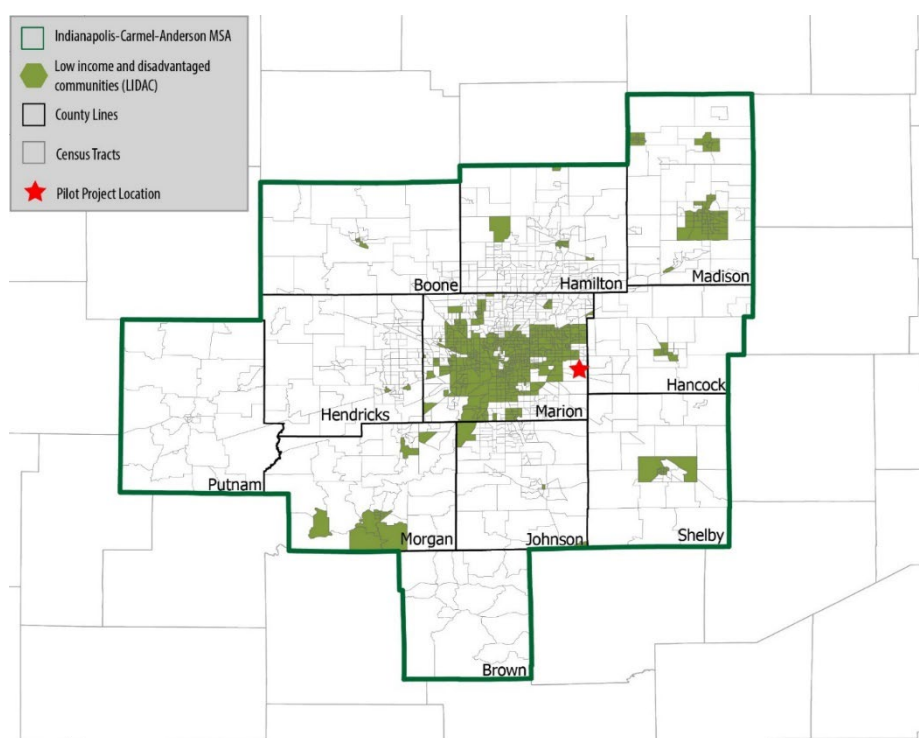 Indianapolis-Carmel-Anderson MSA
Low income and disadvantaged
communities (LIDAC)
County Lines
Census Tracts
Pilot Project Location
Boone
Hamilton
Madison
Hendricks
Marion
Hancock
Putnam
Morgan
Johnson
Shelby
Brown